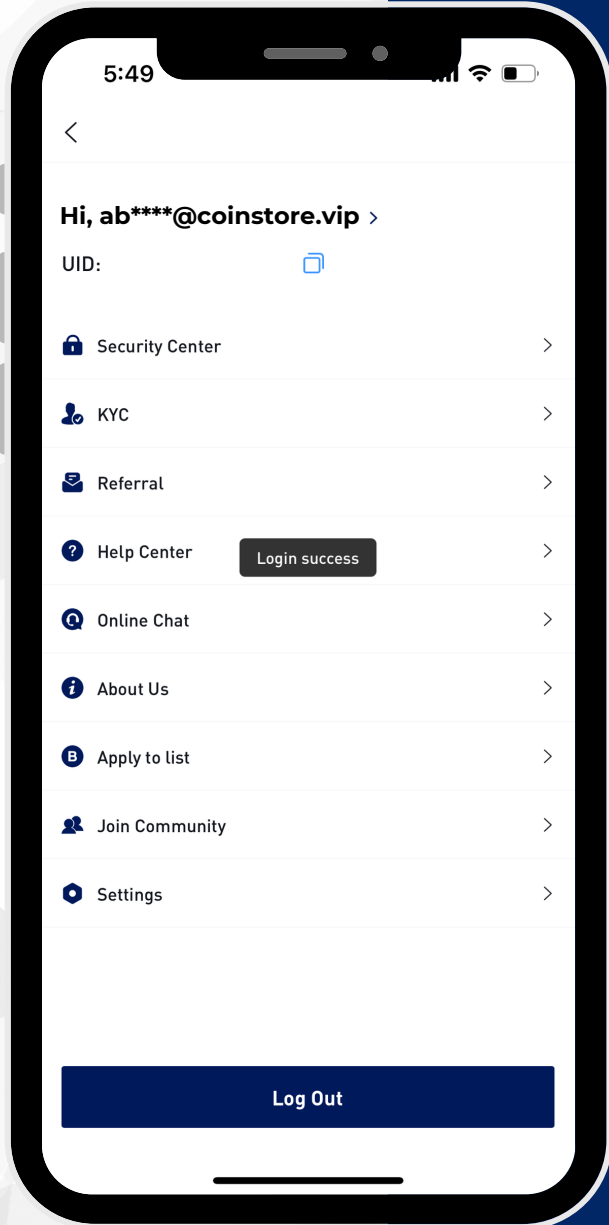 5:49
Hi, ab****@coinstore.vip >
UID:
Security Center
KYC
Referral
Help Center
Login success
Online Chat
About Us
B Apply to list
Join Community
Settings
Log Out